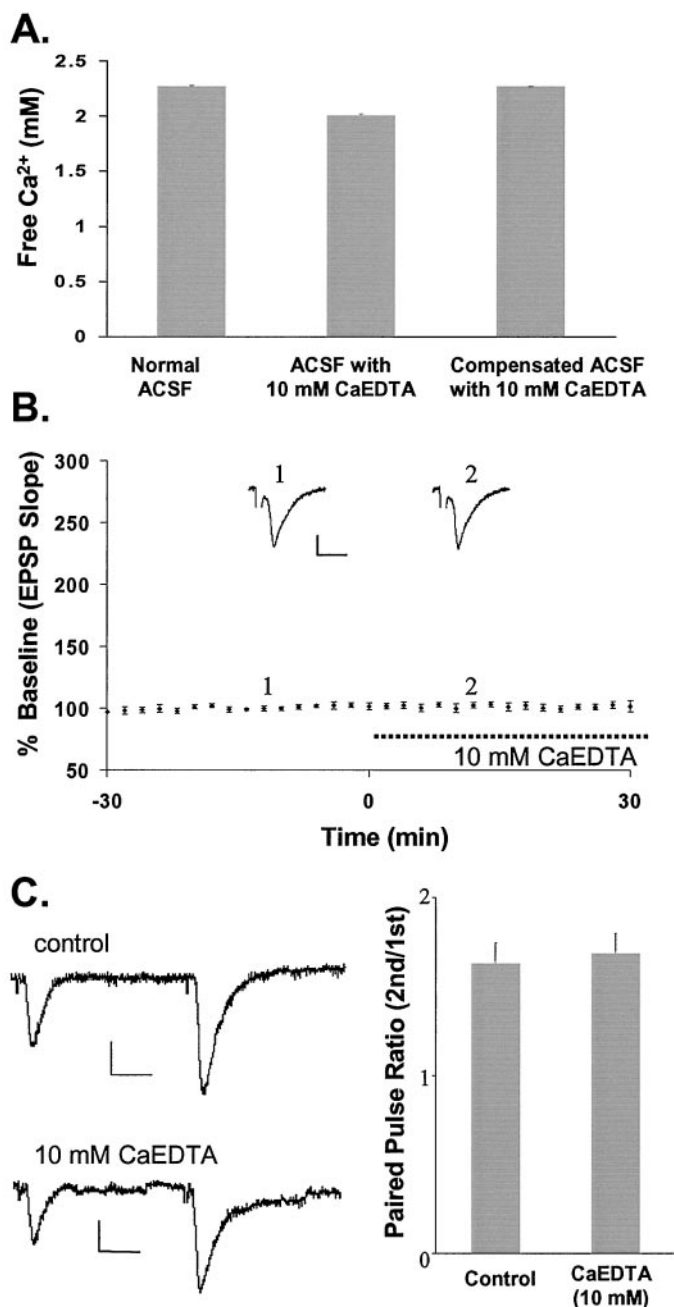 A.
Free Ca²⁺ (mM)
2.5
2
1.5
1
0.5
0
Normal
ACSF
ACSF with
10 mM CaEDTA
Compensated ACSF
with 10 mM CaEDTA
B.
% Baseline (EPSP Slope)
300
250
200
150
100
50
1
2
1
2
10 mM CaEDTA
-30
0
30
Time (min)
C.
control
10 mM CaEDTA
Paired Pulse Ratio (2nd/1st)
2
1
0
Control
CaEDTA
(10 mM)